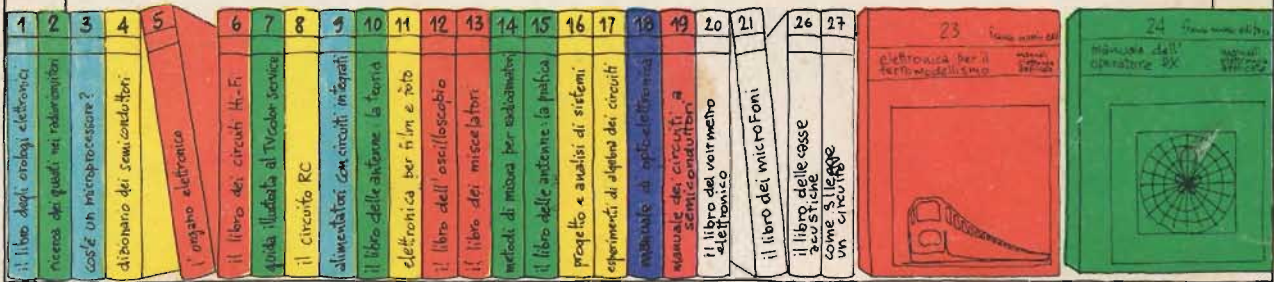 1
il libro degli orologi elettronici
2
ricerca dei guasti nei radioricevitori
3
cos'è un microprocessore?
4
dizionario dei semiconduttori
5
l'organo elettronico
6
il libro dei circuiti Hi-Fi
7
guida illustrata al TVcolor service
8
il circuito RC
9
alimentatori con circuiti integrati
10
il libro delle antenne: la teoria
11
elettronica per film e foto
12
il libro dell'oscilloscopio
13
il libro dei miscelatori
14
metodi di misura per radioamatori
15
il libro delle antenne: la pratica
16
progetto e analisi di sistemi
17
esperimenti di algebra dei circuiti
18
manuale di opto-elettronica
19
manuale dei circuiti a
semiconduttori
20
il libro del voltmetro
elettronico
21
il libro dei microfoni
26
il libro delle casse
acustiche
27
come si legge
un circuito
23
elettronica per il
ferromodellismo
24
manuale dell'
operatore DX